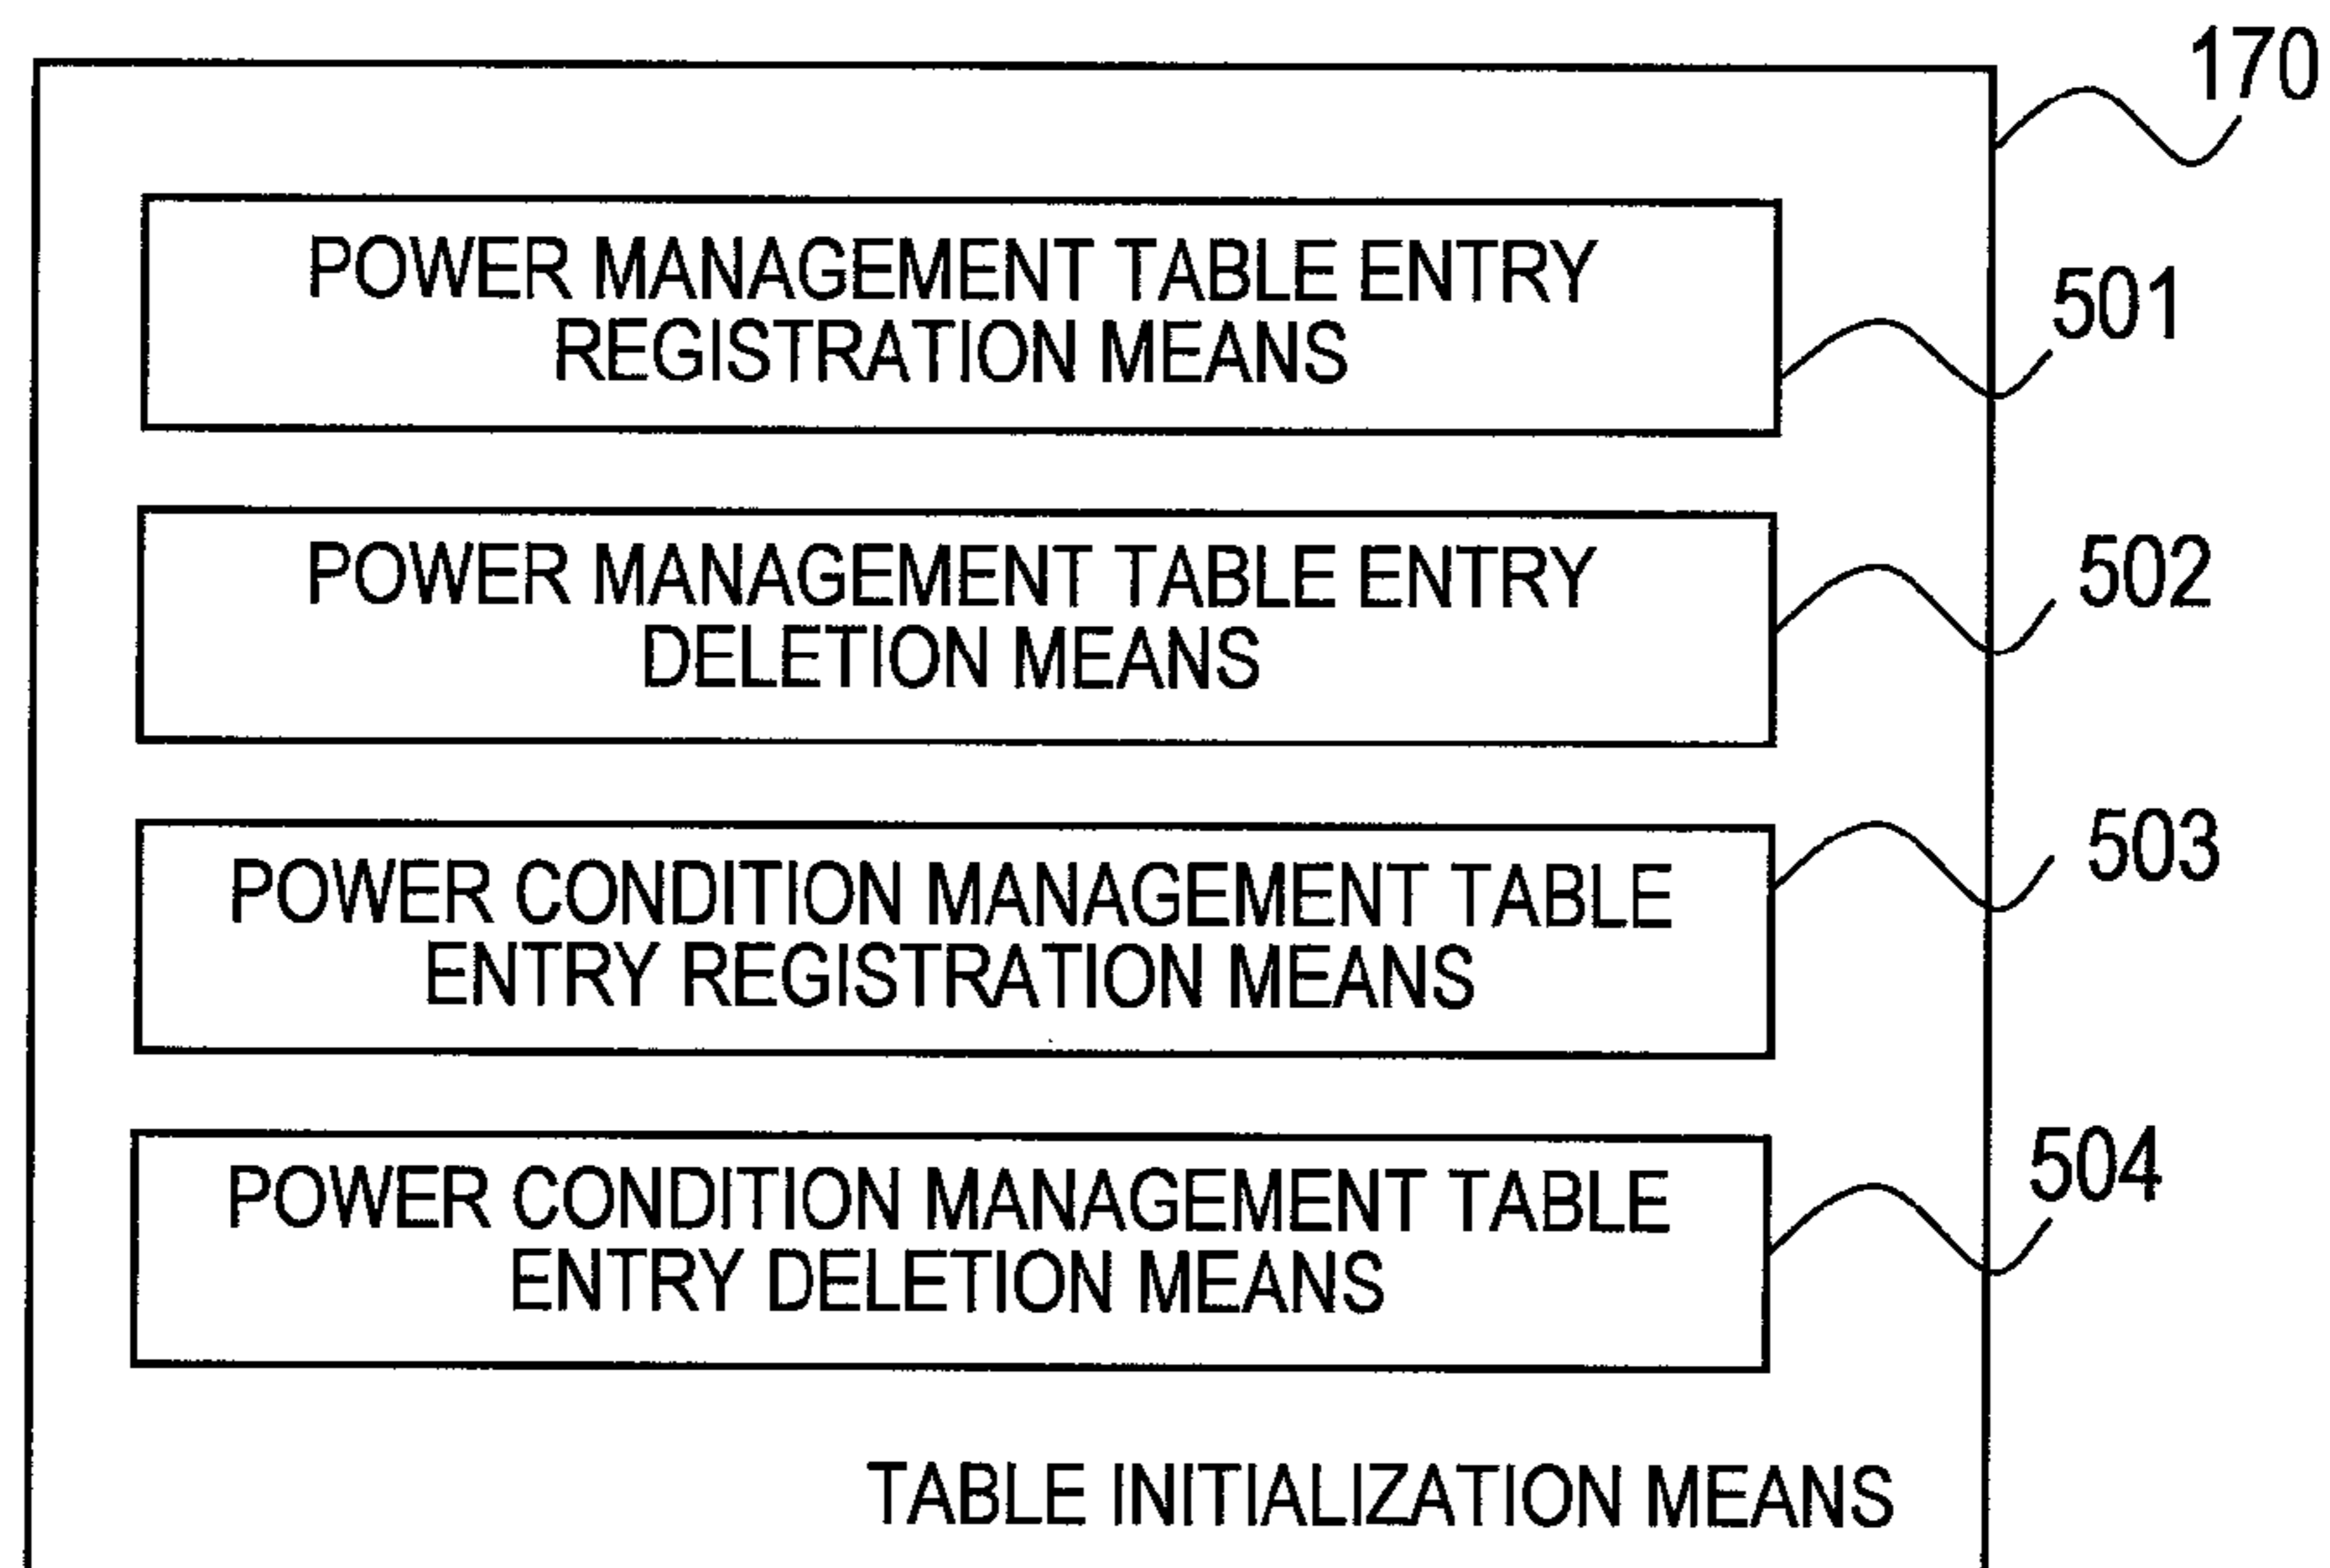 170
POWER MANAGEMENT TABLE ENTRY
REGISTRATION MEANS
501
POWER MANAGEMENT TABLE ENTRY
DELETION MEANS
502
POWER CONDITION MANAGEMENT TABLE
ENTRY REGISTRATION MEANS
503
POWER CONDITION MANAGEMENT TABLE
ENTRY DELETION MEANS
504
TABLE INITIALIZATION MEANS